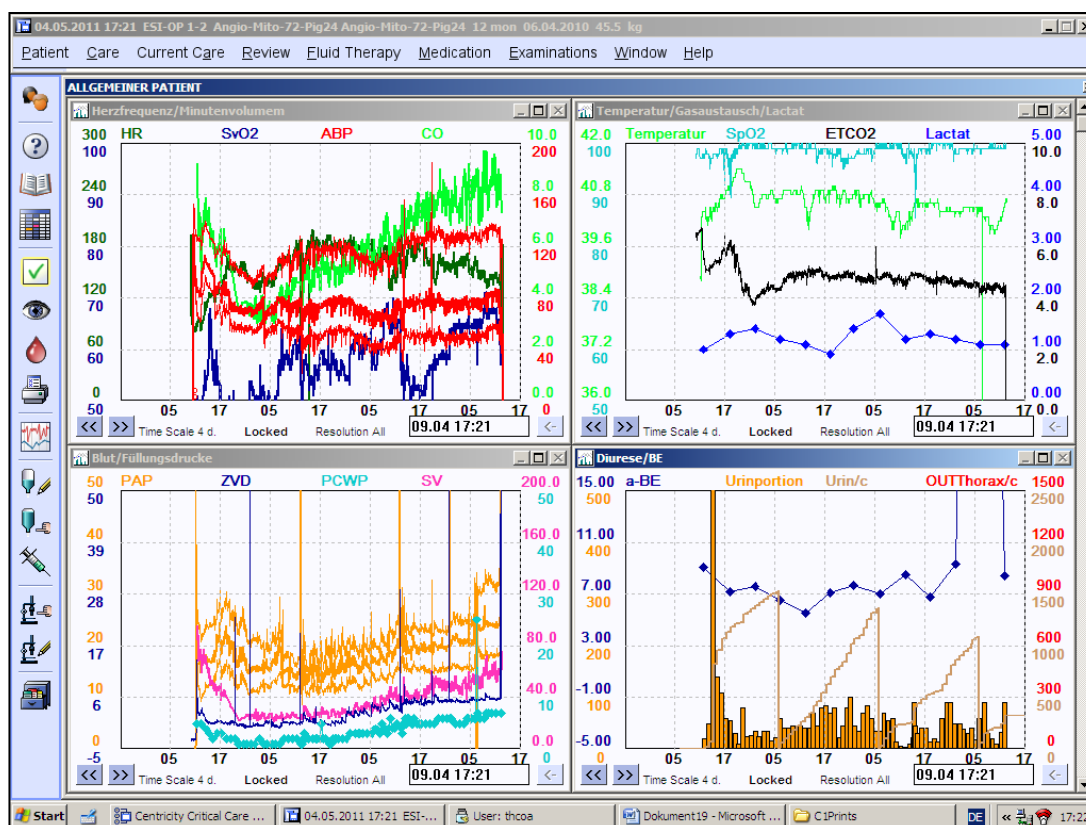 04.05.2011 17:21 ESI-OP 1-2 Angio-Mito-72-Pig24 Angio-Mito-72-Pig24 12 mon 06.04.2010 45.5 kg
Patient Care Current Care Review Fluid Therapy Medication Examinations Window Help
ALLGEMEINER PATIENT
Herzfrequenz/Minutenvolumem
300 HR SvO2 ABP CO 10.0
100 200
240 8.0
90 160
180 6.0
80 120
120 4.0
70 80
60 2.0
60 40
0 0.0
50 05 17 05 17 05 17 0
<< >> Time Scale 4 d. Locked Resolution All 09.04 17:21 <-
Temperatur/Gasaustausch/Lactat
42.0 Temperatur SpO2 ETCO2 Lactat 5.00
100 10.0
40.8 4.00
90 8.0
39.6 3.00
80 6.0
38.4 2.00
70 4.0
37.2 1.00
60 2.0
36.0 0.00
50 05 17 05 17 05 17 0.0
<< >> Time Scale 4 d. Locked Resolution All 09.04 17:21 <-
Blut/Füllungsdrucke
50 PAP ZVD PCWP SV 200.0
50 50
40 160.0
39 40
30 120.0
28 30
20 80.0
17 20
10 40.0
6 10
0 0.0
-5 05 17 05 17 05 17 0
<< >> Time Scale 4 d. Locked Resolution All 09.04 17:21 <-
Diurese/BE
15.00 a-BE Urinportion Urin/c OUTThorax/c 1500
500 2500
11.00 1200
400 2000
7.00 900
300 1500
3.00 600
200 1000
-1.00 300
100 500
-5.00 0
0 05 17 05 17 05 17 0
<< >> Time Scale 4 d. Locked Resolution All 09.04 17:21 <-
Start Centricity Critical Care ... 04.05.2011 17:21 ESI-... User: thcoa Dokument19 - Microsoft ... C1Prints DE « 17:22